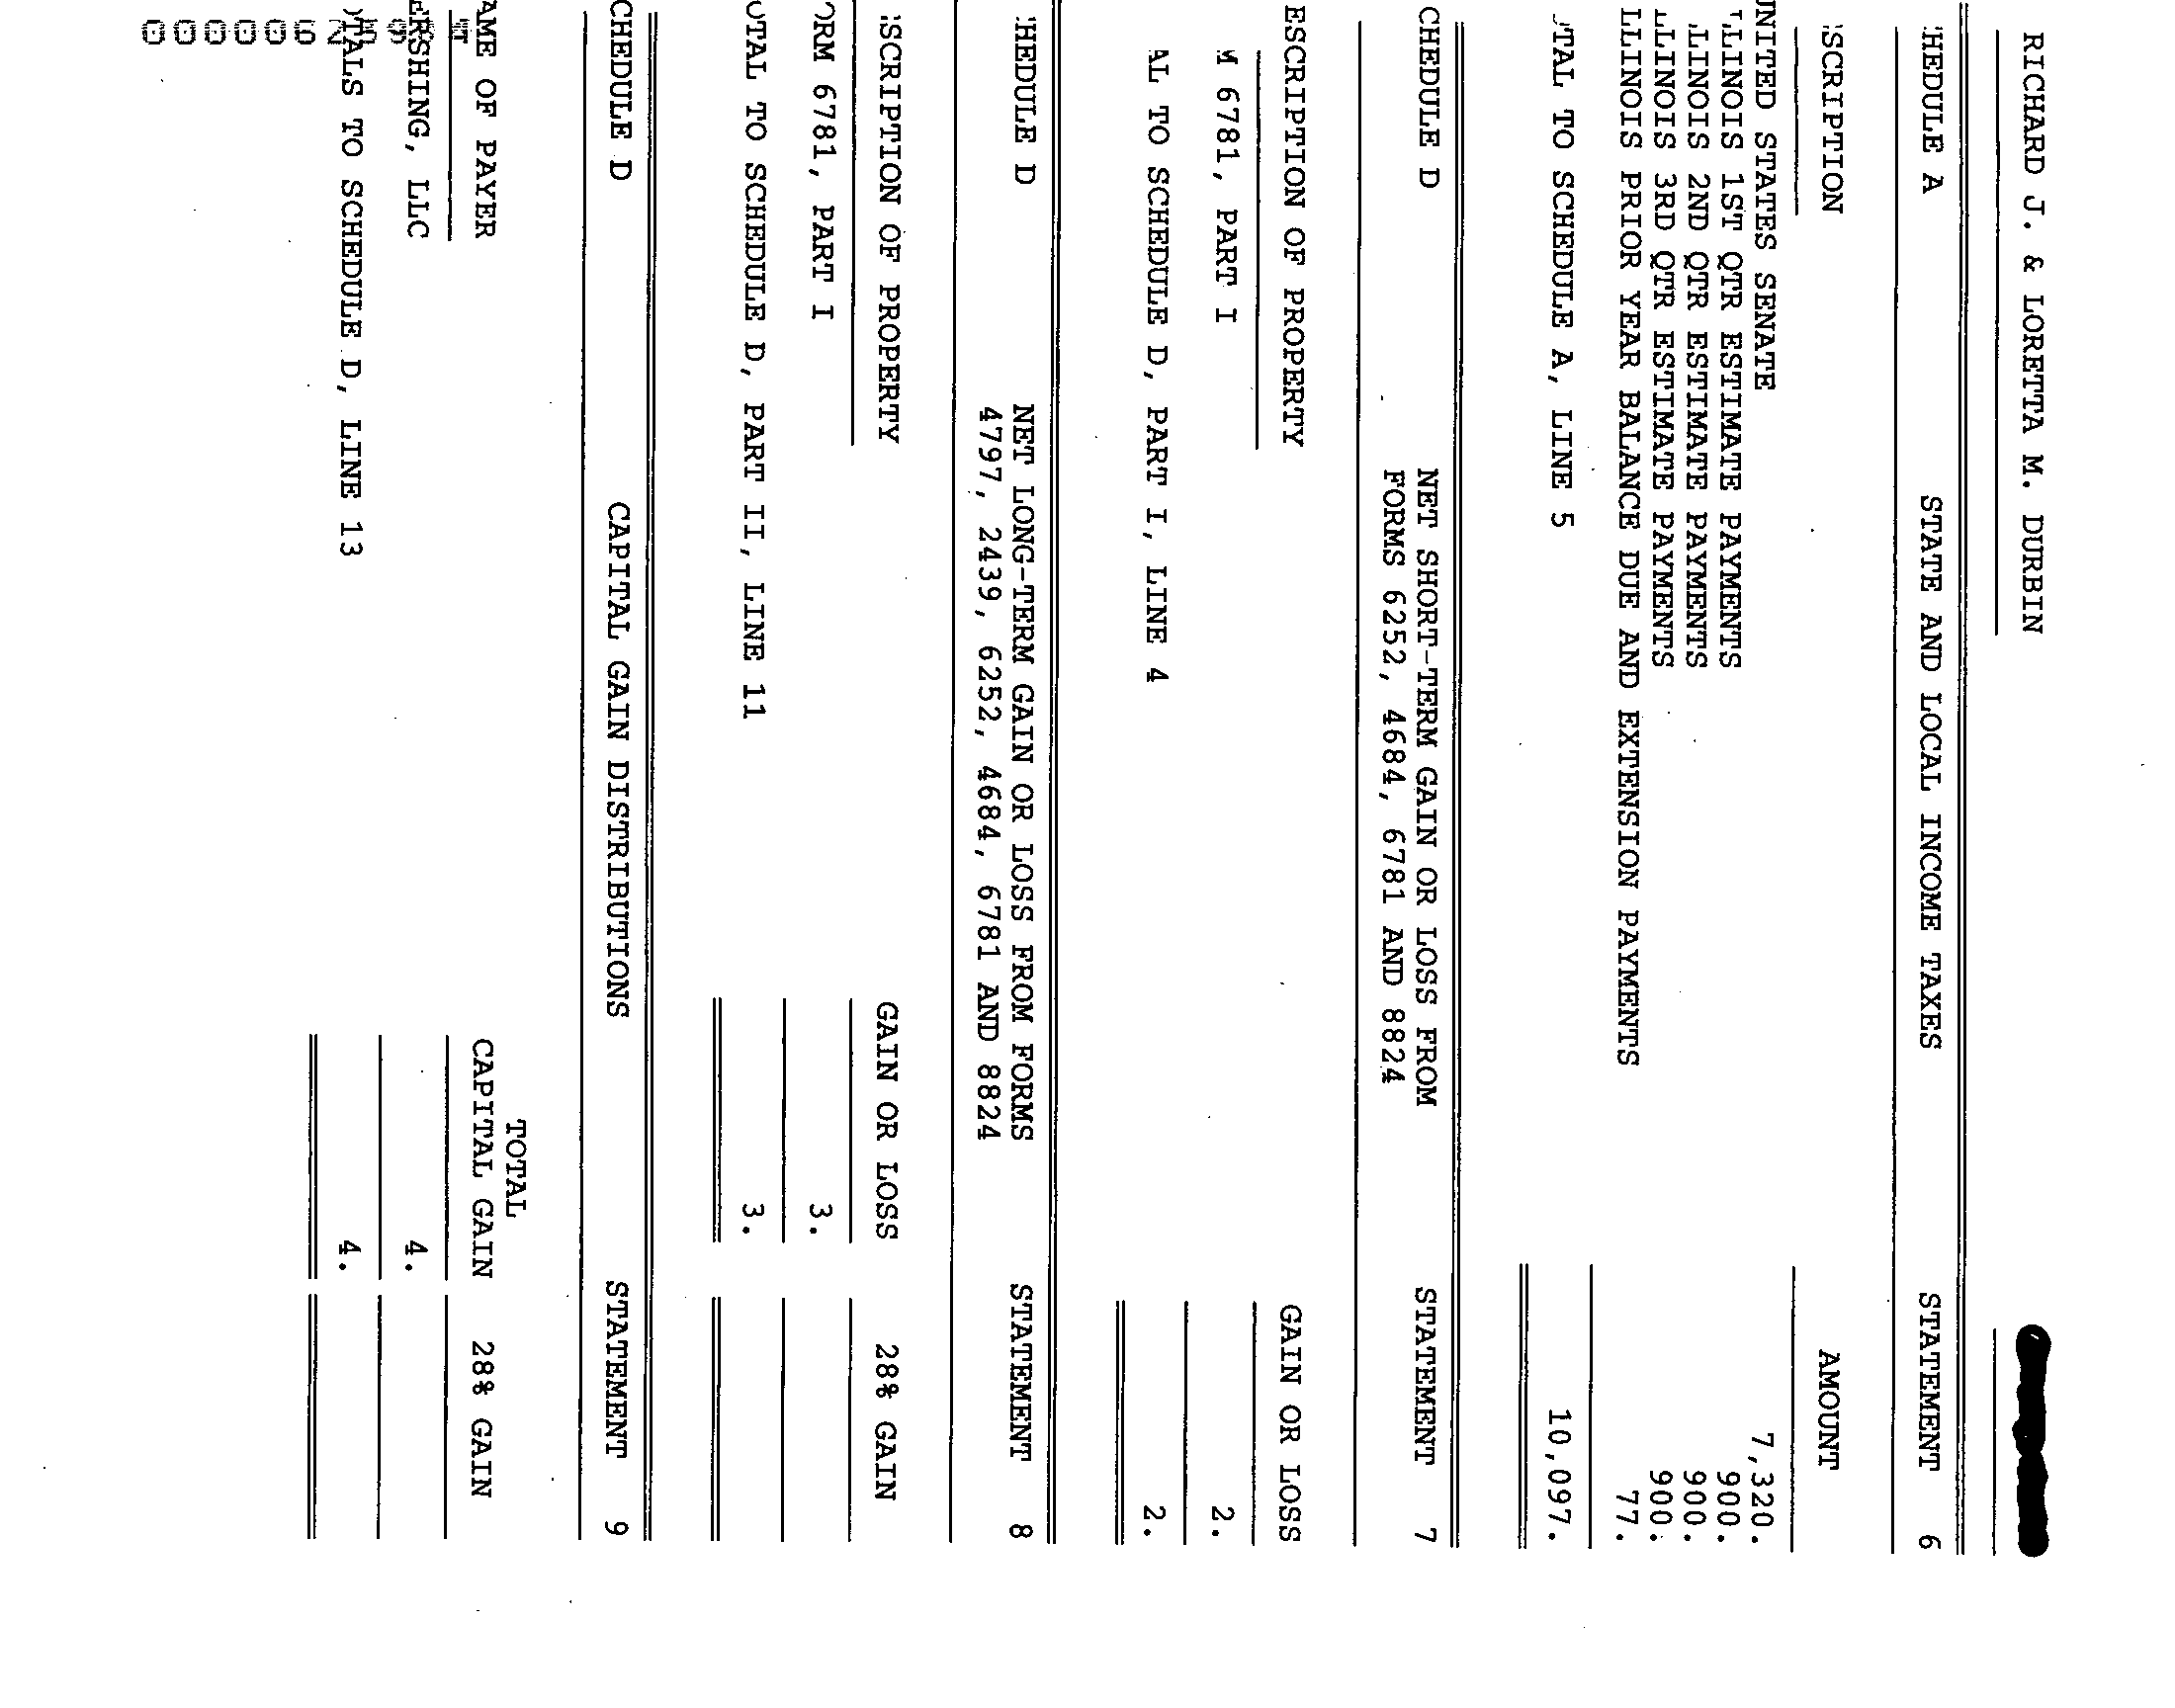 RICHARD J. & LORETTA M. DURBIN
HEDULE A STATE AND LOCAL INCOME TAXES STATEMENT 6
SCRIPTION AMOUNT
UNITED STATES SENATE 7,320.
LLINOIS 1ST QTR ESTIMATE PAYMENTS 900.
LINOIS 2ND QTR ESTIMATE PAYMENTS 900.
LLINOIS 3RD QTR ESTIMATE PAYMENTS 900.
LLINOIS PRIOR YEAR BALANCE DUE AND EXTENSION PAYMENTS 77.
TAL TO SCHEDULE A, LINE 5 10,097.
CHEDULE D NET SHORT-TERM GAIN OR LOSS FROM STATEMENT 7
FORMS 6252, 4684, 6781 AND 8824
ESCRIPTION OF PROPERTY GAIN OR LOSS
M 6781, PART I 2.
AL TO SCHEDULE D, PART I, LINE 4 2.
HEDULE D NET LONG-TERM GAIN OR LOSS FROM FORMS STATEMENT 8
4797, 2439, 6252, 4684, 6781 AND 8824
SCRIPTION OF PROPERTY GAIN OR LOSS 28% GAIN
ORM 6781, PART I 3.
OTAL TO SCHEDULE D, PART II, LINE 11 3.
CHEDULE D CAPITAL GAIN DISTRIBUTIONS STATEMENT 9
TOTAL
AME OF PAYER CAPITAL GAIN 28% GAIN
ERSHING, LLC 4.
OTALS TO SCHEDULE D, LINE 13 4.